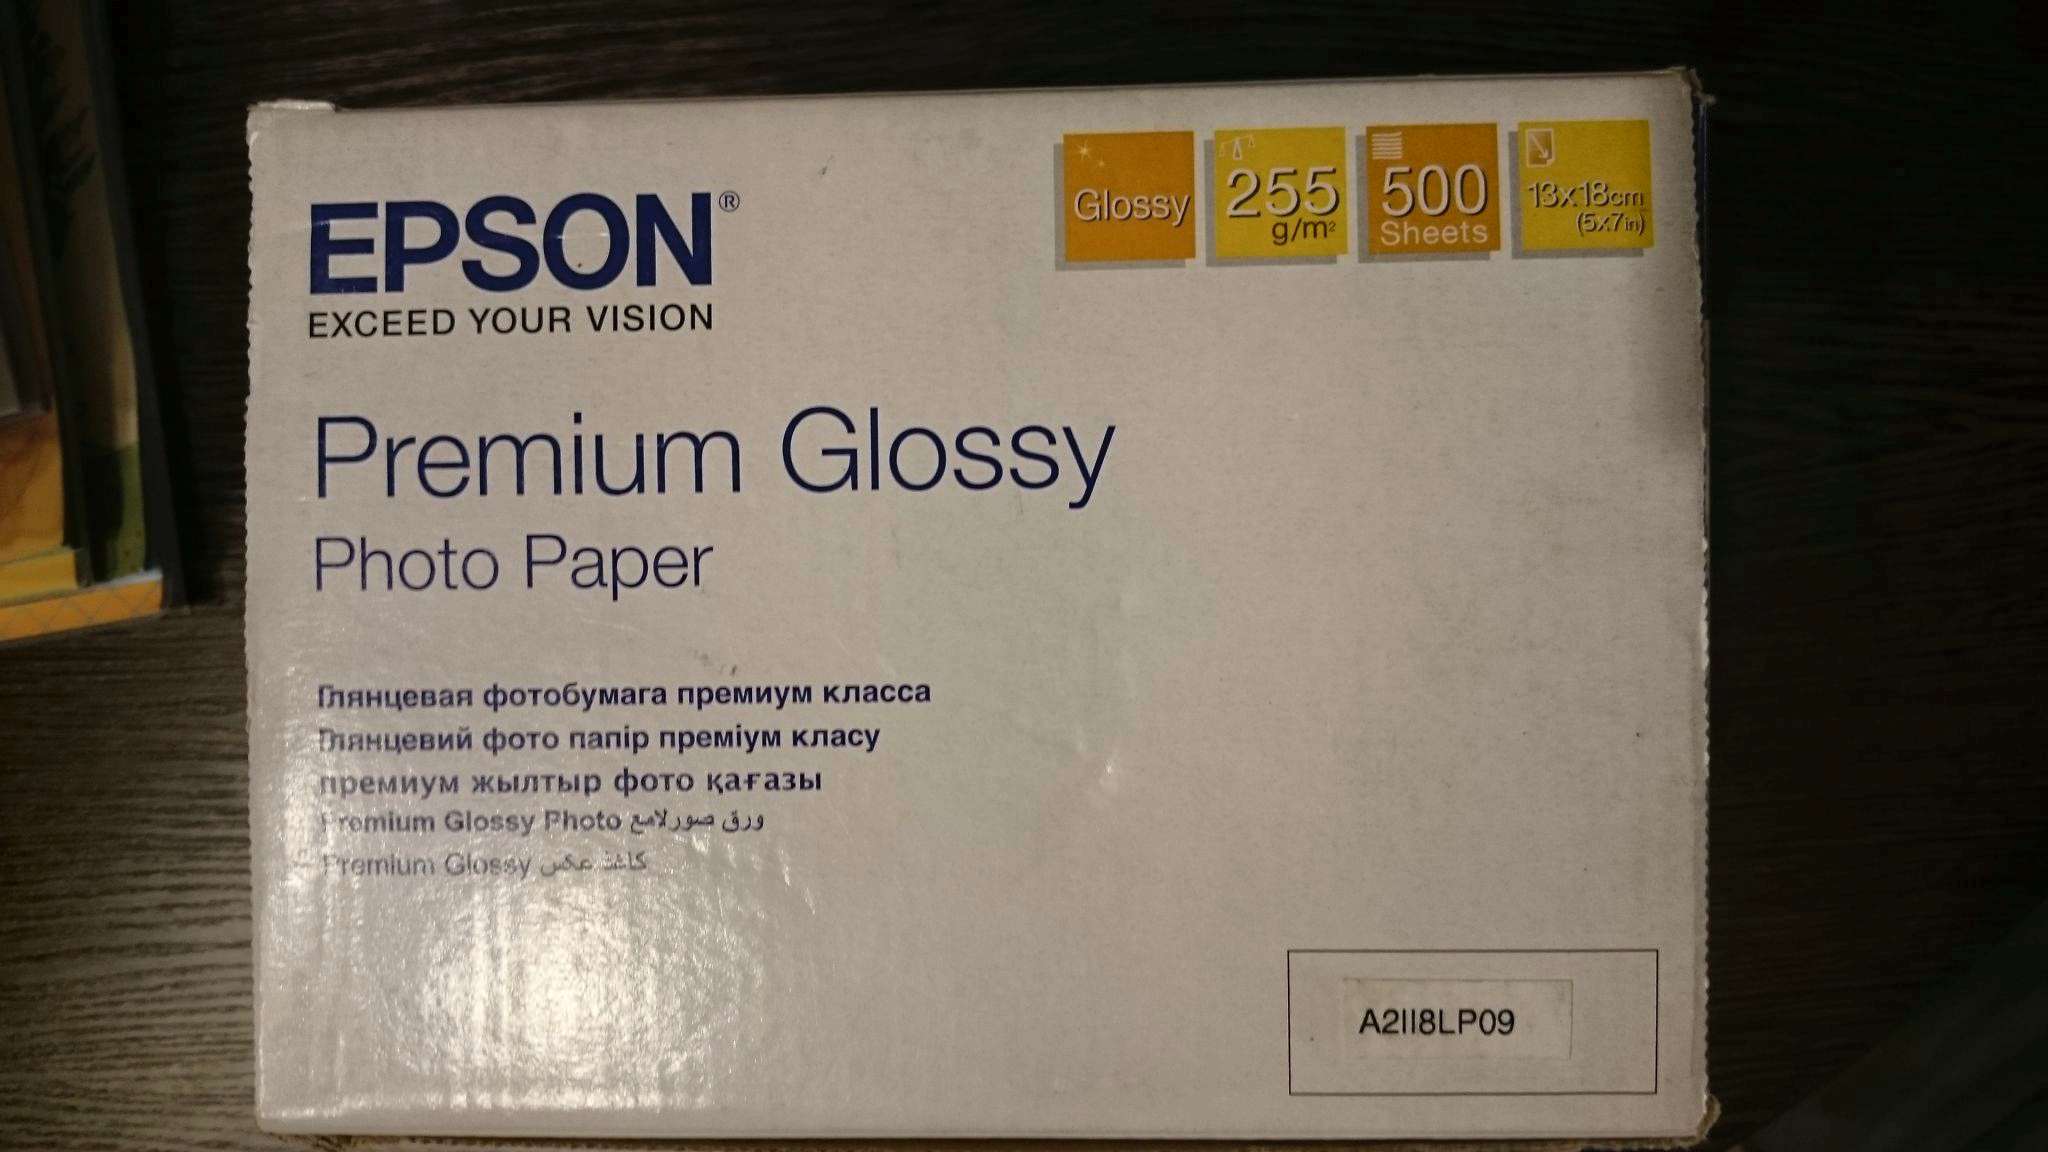 EPSON®
EXCEED YOUR VISION
Glossy
255
g/m²
500
Sheets
13x18cm
(5x7in)
Premium Glossy
Photo Paper
Глянцевая фотобумага премиум класса
Глянцевий фото папір преміум класу
премиум жылтыр фото қағазы
Premium Glossy Photo ورق صور لامع
Premium Glossy کاغذ عکس
A2II8LP09